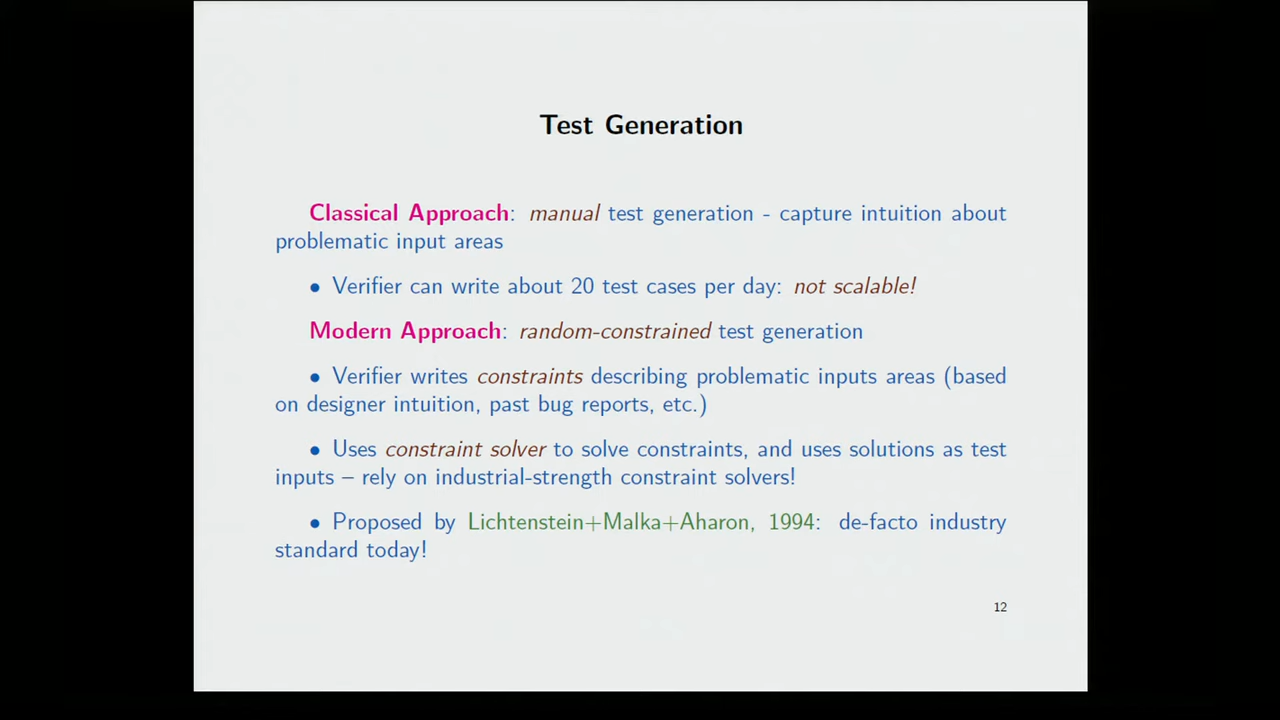 Test Generation
Classical Approach: manual test generation - capture intuition about
problematic input areas
• Verifier can write about 20 test cases per day: not scalable!
Modern Approach: random-constrained test generation
• Verifier writes constraints describing problematic inputs areas (based
on designer intuition, past bug reports, etc.)
• Uses constraint solver to solve constraints, and uses solutions as test
inputs – rely on industrial-strength constraint solvers!
• Proposed by Lichtenstein+Malka+Aharon, 1994: de-facto industry
standard today!
12